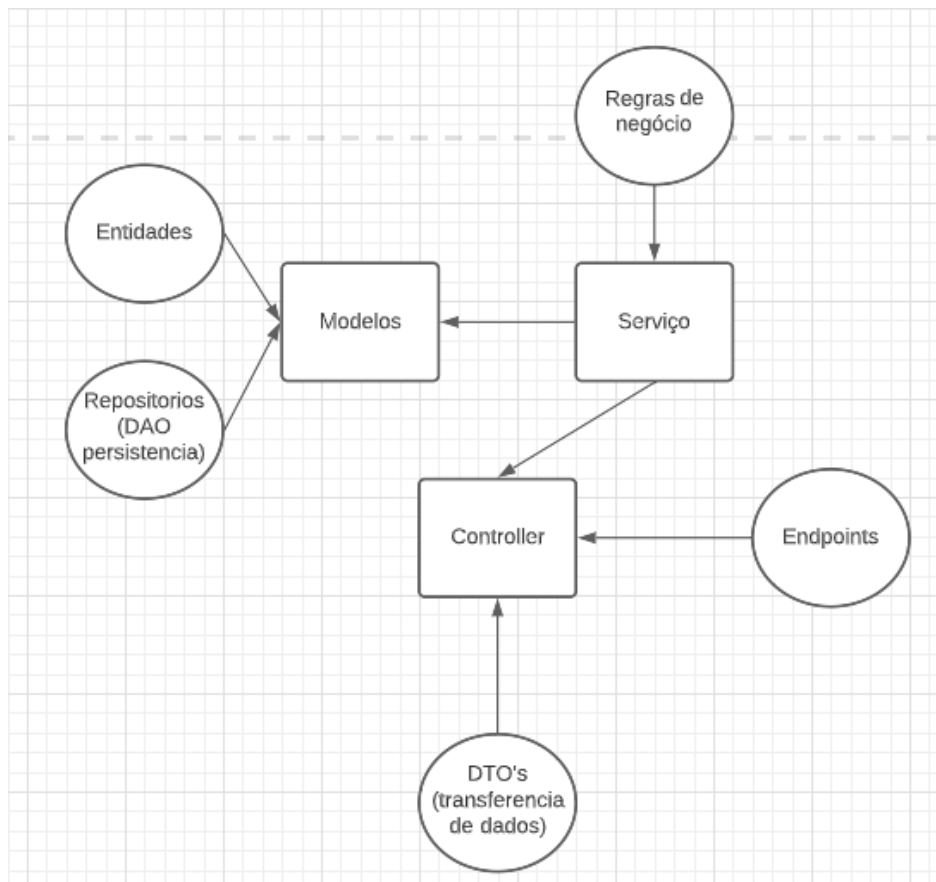 Regras de
negócio
Entidades
Modelos
Serviço
Repositorios
(DAO
persistencia)
Controller
Endpoints
DTO's
(transferencia
de dados)